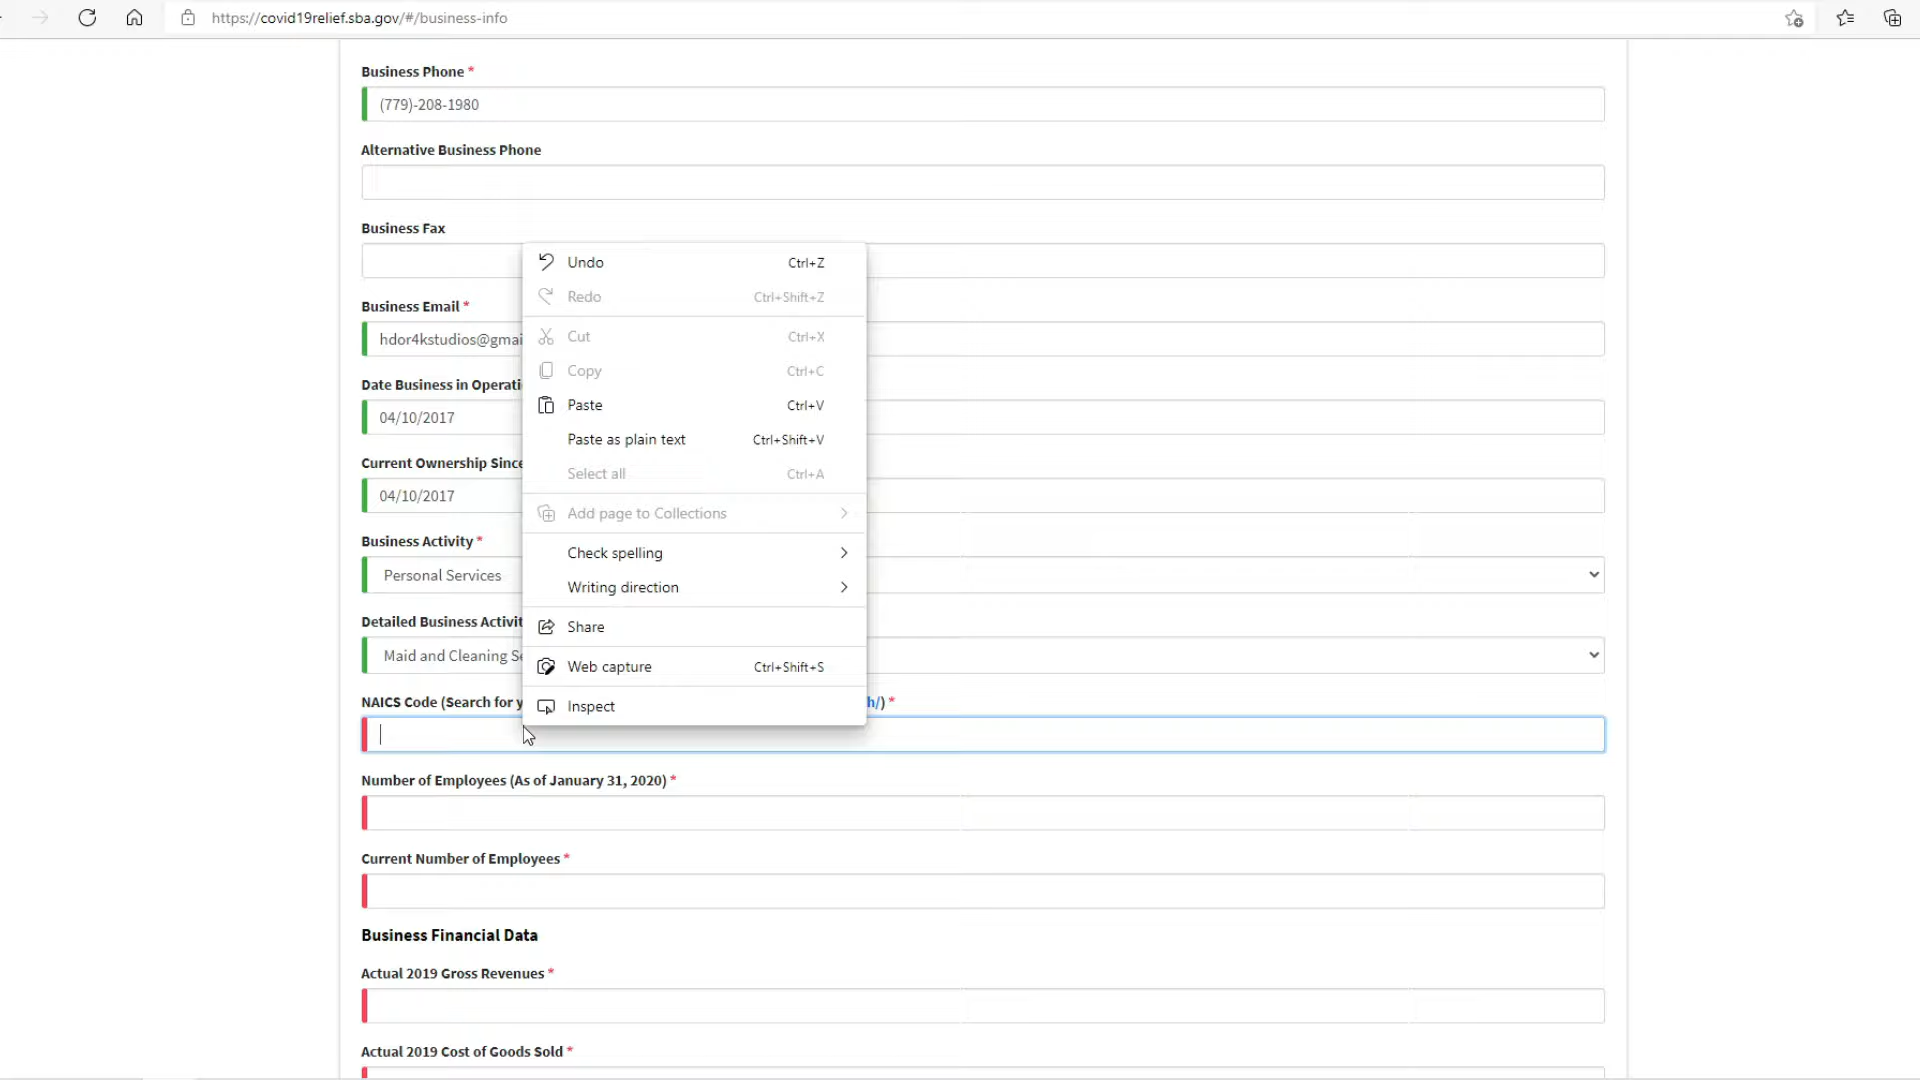 https://covid19relief.sba.gov/#/business-info
Business Phone *
(779)-208-1980
Alternative Business Phone
Business Fax
Business Email *
hdor4kstudios@gmai
Date Business in Operati
04/10/2017
Current Ownership Since
04/10/2017
Business Activity *
Personal Services
Detailed Business Activit
Maid and Cleaning Se
NAICS Code (Search for y
h/) *
Undo Ctrl+Z
Redo Ctrl+Shift+Z
Cut Ctrl+X
Copy Ctrl+C
Paste Ctrl+V
Paste as plain text Ctrl+Shift+V
Select all Ctrl+A
Add page to Collections
Check spelling
Writing direction
Share
Web capture Ctrl+Shift+S
Inspect
Number of Employees (As of January 31, 2020) *
Current Number of Employees *
Business Financial Data
Actual 2019 Gross Revenues *
Actual 2019 Cost of Goods Sold *